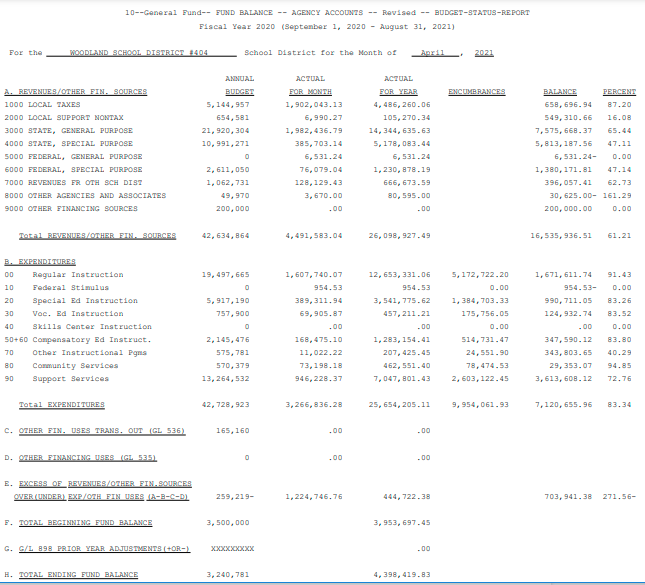 10--General Fund-- FUND BALANCE -- AGENCY ACCOUNTS -- Revised -- BUDGET-STATUS-REPORT
Fiscal Year 2020 (September 1, 2020 - August 31, 2021)
For the WOODLAND SCHOOL DISTRICT #404 School District for the Month of April, 2021
ANNUAL ACTUAL ACTUAL
A. REVENUES/OTHER FIN. SOURCES BUDGET FOR MONTH FOR YEAR ENCUMBRANCES BALANCE PERCENT
1000 LOCAL TAXES 5,144,957 1,902,043.13 4,486,260.06 658,696.94 87.20
2000 LOCAL SUPPORT NONTAX 654,581 6,990.27 105,270.34 549,310.66 16.08
3000 STATE, GENERAL PURPOSE 21,920,304 1,982,436.79 14,344,635.63 7,575,668.37 65.44
4000 STATE, SPECIAL PURPOSE 10,991,271 385,703.14 5,178,083.44 5,813,187.56 47.11
5000 FEDERAL, GENERAL PURPOSE 0 6,531.24 6,531.24 6,531.24- 0.00
6000 FEDERAL, SPECIAL PURPOSE 2,611,050 76,079.04 1,230,878.19 1,380,171.81 47.14
7000 REVENUES FR OTH SCH DIST 1,062,731 128,129.43 666,673.59 396,057.41 62.73
8000 OTHER AGENCIES AND ASSOCIATES 49,970 3,670.00 80,595.00 30,625.00- 161.29
9000 OTHER FINANCING SOURCES 200,000 .00 .00 200,000.00 0.00
Total REVENUES/OTHER FIN. SOURCES 42,634,864 4,491,583.04 26,098,927.49 16,535,936.51 61.21
B. EXPENDITURES
00 Regular Instruction 19,497,665 1,607,740.07 12,653,331.06 5,172,722.20 1,671,611.74 91.43
10 Federal Stimulus 0 954.53 954.53 0.00 954.53- 0.00
20 Special Ed Instruction 5,917,190 389,311.94 3,541,775.62 1,384,703.33 990,711.05 83.26
30 Voc. Ed Instruction 757,900 69,905.87 457,211.21 175,756.05 124,932.74 83.52
40 Skills Center Instruction 0 .00 .00 0.00 .00 0.00
50+60 Compensatory Ed Instruct. 2,145,476 168,475.10 1,283,154.41 514,731.47 347,590.12 83.80
70 Other Instructional Pgms 575,781 11,022.22 207,425.45 24,551.90 343,803.65 40.29
80 Community Services 570,379 73,198.18 462,551.40 78,474.53 29,353.07 94.85
90 Support Services 13,264,532 946,228.37 7,047,801.43 2,603,122.45 3,613,608.12 72.76
Total EXPENDITURES 42,728,923 3,266,836.28 25,654,205.11 9,954,061.93 7,120,655.96 83.34
C. OTHER FIN. USES TRANS. OUT (GL 536) 165,160 .00 .00
D. OTHER FINANCING USES (GL 535) 0 .00 .00
E. EXCESS OF REVENUES/OTHER FIN.SOURCES
OVER(UNDER) EXP/OTH FIN USES (A-B-C-D) 259,219- 1,224,746.76 444,722.38 703,941.38 271.56-
F. TOTAL BEGINNING FUND BALANCE 3,500,000 3,953,697.45
G. G/L 898 PRIOR YEAR ADJUSTMENTS(+OR-) XXXXXXXXX .00
H. TOTAL ENDING FUND BALANCE 3,240,781 4,398,419.83